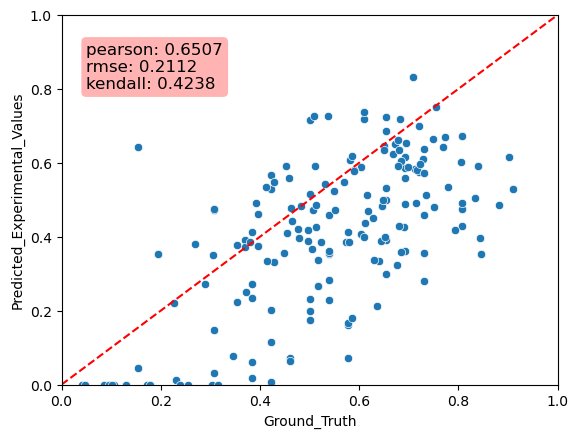 pearson: 0.6507
rmse: 0.2112
kendall: 0.4238
Predicted_Experimental_Values
1.0
0.8
0.6
0.4
0.2
0.0
0.0 0.2 0.4 0.6 0.8 1.0
Ground_Truth